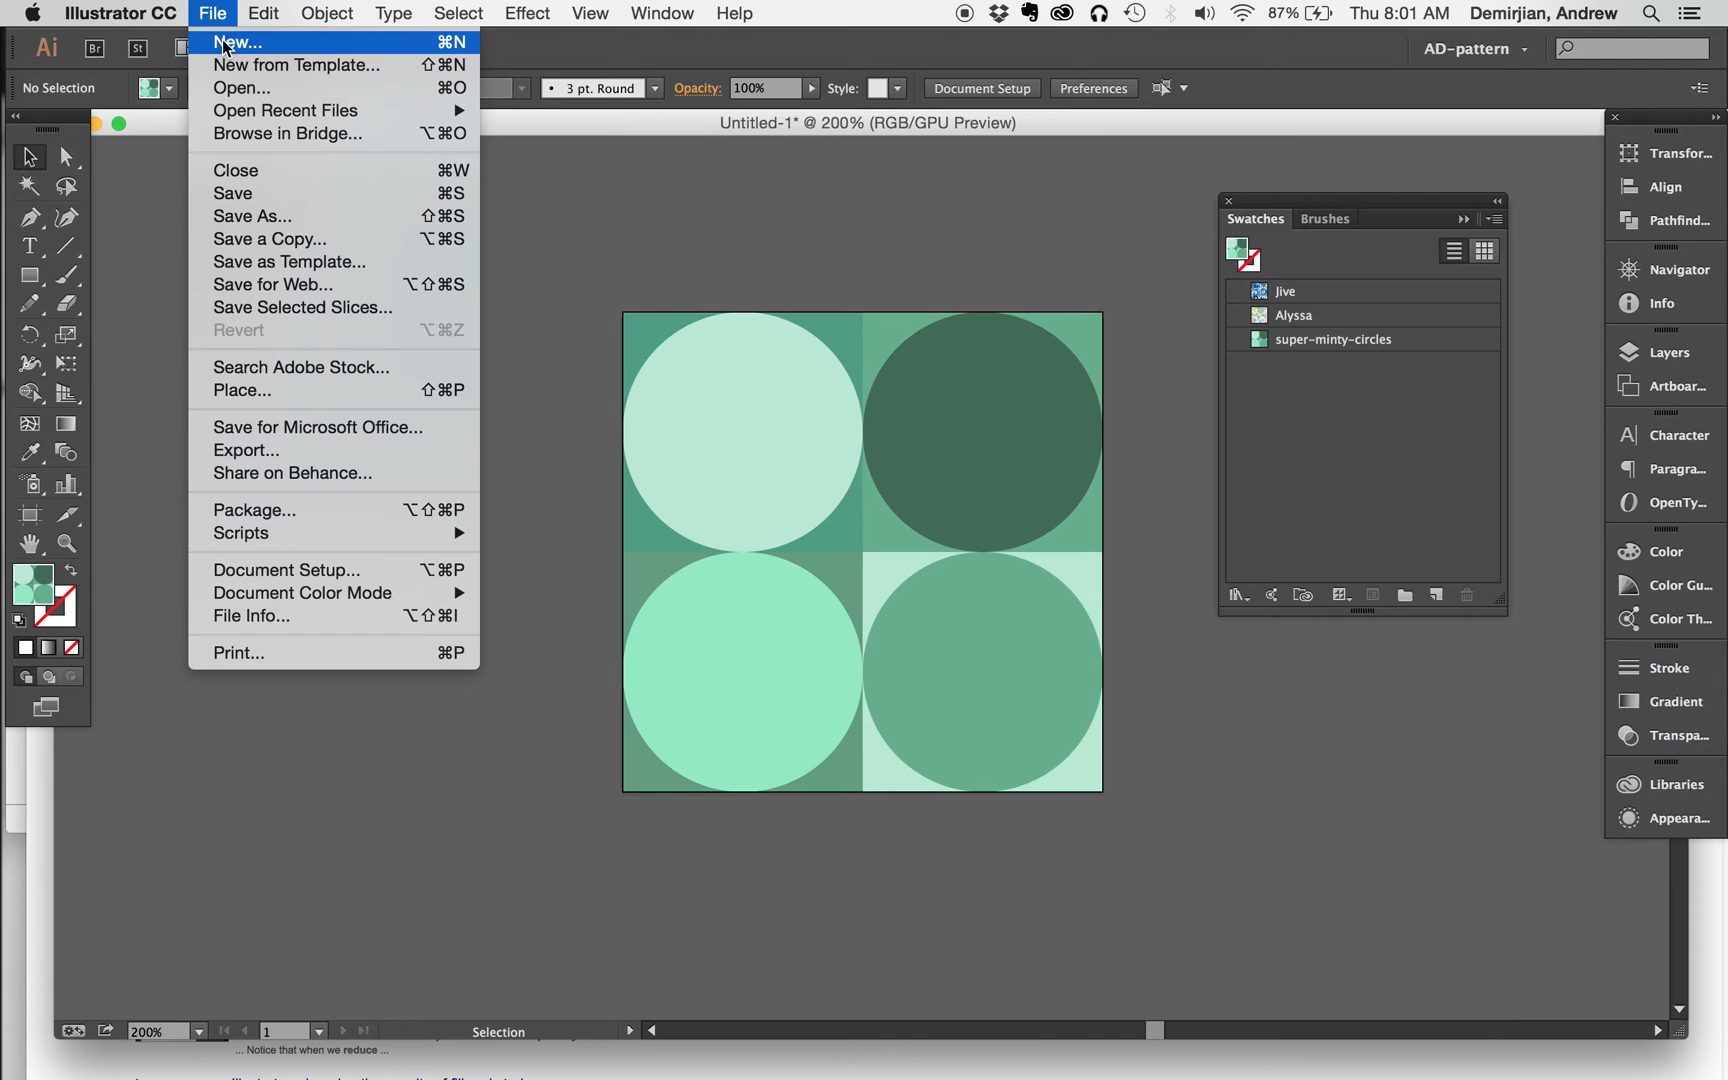 Illustrator CC File Edit Object Type Select Effect Type View Window Help 87% Thu 8:01 AM Demirjian, Andrew
Ai Br St AD-pattern
No Selection 3 pt. Round Opacity: 100% Style: Document Setup Preferences
Untitled-1* @ 200% (RGB/GPU Preview)
New... ⌘N
New from Template... ⇧⌘N
Open... ⌘O
Open Recent Files
Browse in Bridge... ⌥⌘O
Close ⌘W
Save ⌘S
Save As... ⇧⌘S
Save a Copy... ⌥⌘S
Save as Template...
Save for Web... ⌥⇧⌘S
Save Selected Slices...
Revert ⌥⌘Z
Search Adobe Stock...
Place... ⇧⌘P
Save for Microsoft Office...
Export...
Share on Behance...
Package... ⌥⇧⌘P
Scripts
Document Setup... ⌥⌘P
Document Color Mode
File Info... ⌥⇧⌘I
Print... ⌘P
Swatches Brushes
Jive
Alyssa
super-minty-circles
Transfor...
Align
Pathfind...
Navigator
Info
Layers
Artboar...
Character
Paragra...
OpenTy...
Color
Color Gu...
Color Th...
Stroke
Gradient
Transpa...
Libraries
Appeara...
200% 1 Selection
... Notice that when we reduce ...